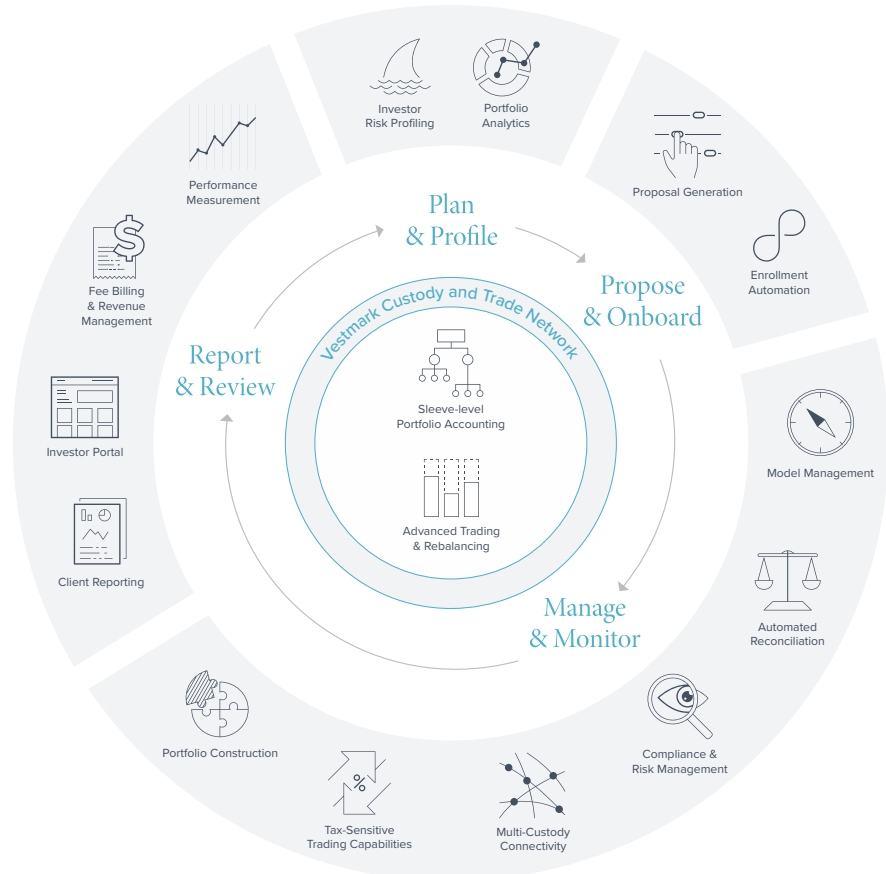 Investor
Risk Profiling
Portfolio
Analytics
Proposal Generation
Enrollment
Automation
Performance
Measurement
Fee Billing
& Revenue
Management
Plan
& Profile
Propose
& Onboard
Report
& Review
Vestmark Custody and Trade Network
Sleeve-level
Portfolio Accounting
Advanced Trading
& Rebalancing
Investor Portal
Client Reporting
Model Management
Automated
Reconciliation
Manage
& Monitor
Compliance &
Risk Management
Portfolio Construction
%
Tax-Sensitive
Trading Capabilities
Multi-Custody
Connectivity